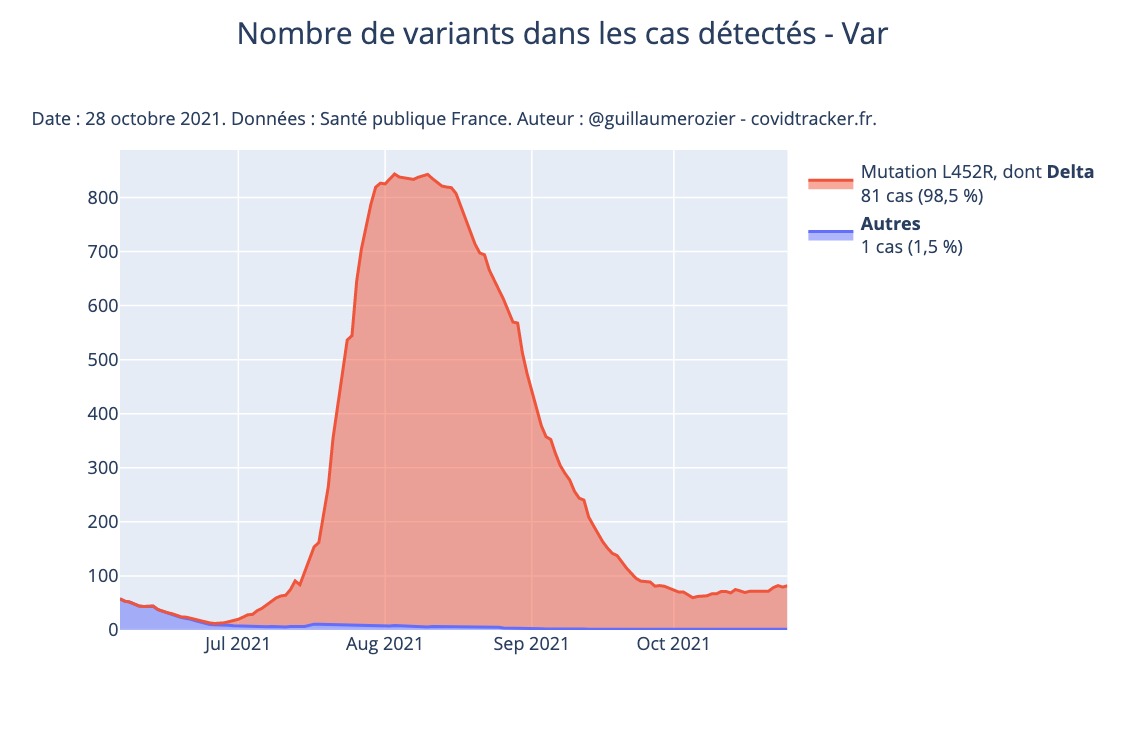 Nombre de variants dans les cas détectés - Var
Date : 28 octobre 2021. Données : Santé publique France. Auteur : @guillaumerozier - covidtracker.fr.
Mutation L452R, dont Delta
81 cas (98,5 %)
Autres
1 cas (1,5 %)
800
700
600
500
400
300
200
100
0
Jul 2021 Aug 2021 Sep 2021 Oct 2021